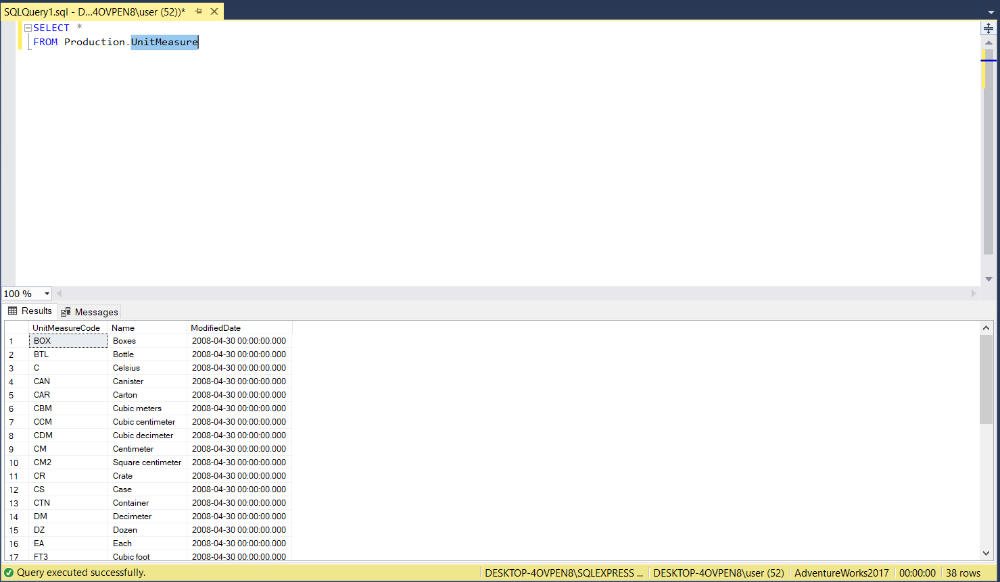 SQLQuery1.sql - D...4OVPEN8\user (52))*
SELECT *
FROM Production.UnitMeasure
100 %
Results Messages
UnitMeasureCode Name ModifiedDate
1 BOX Boxes 2008-04-30 00:00:00.000
2 BTL Bottle 2008-04-30 00:00:00.000
3 C Celsius 2008-04-30 00:00:00.000
4 CAN Canister 2008-04-30 00:00:00.000
5 CAR Carton 2008-04-30 00:00:00.000
6 CBM Cubic meters 2008-04-30 00:00:00.000
7 CCM Cubic centimeter 2008-04-30 00:00:00.000
8 CDM Cubic decimeter 2008-04-30 00:00:00.000
9 CM Centimeter 2008-04-30 00:00:00.000
10 CM2 Square centimeter 2008-04-30 00:00:00.000
11 CR Crate 2008-04-30 00:00:00.000
12 CS Case 2008-04-30 00:00:00.000
13 CTN Container 2008-04-30 00:00:00.000
14 DM Decimeter 2008-04-30 00:00:00.000
15 DZ Dozen 2008-04-30 00:00:00.000
16 EA Each 2008-04-30 00:00:00.000
17 FT3 Cubic foot 2008-04-30 00:00:00.000
Query executed successfully. DESKTOP-4OVPEN8\SQLEXPRESS ... DESKTOP-4OVPEN8\user (52) AdventureWorks2017 00:00:00 38 rows